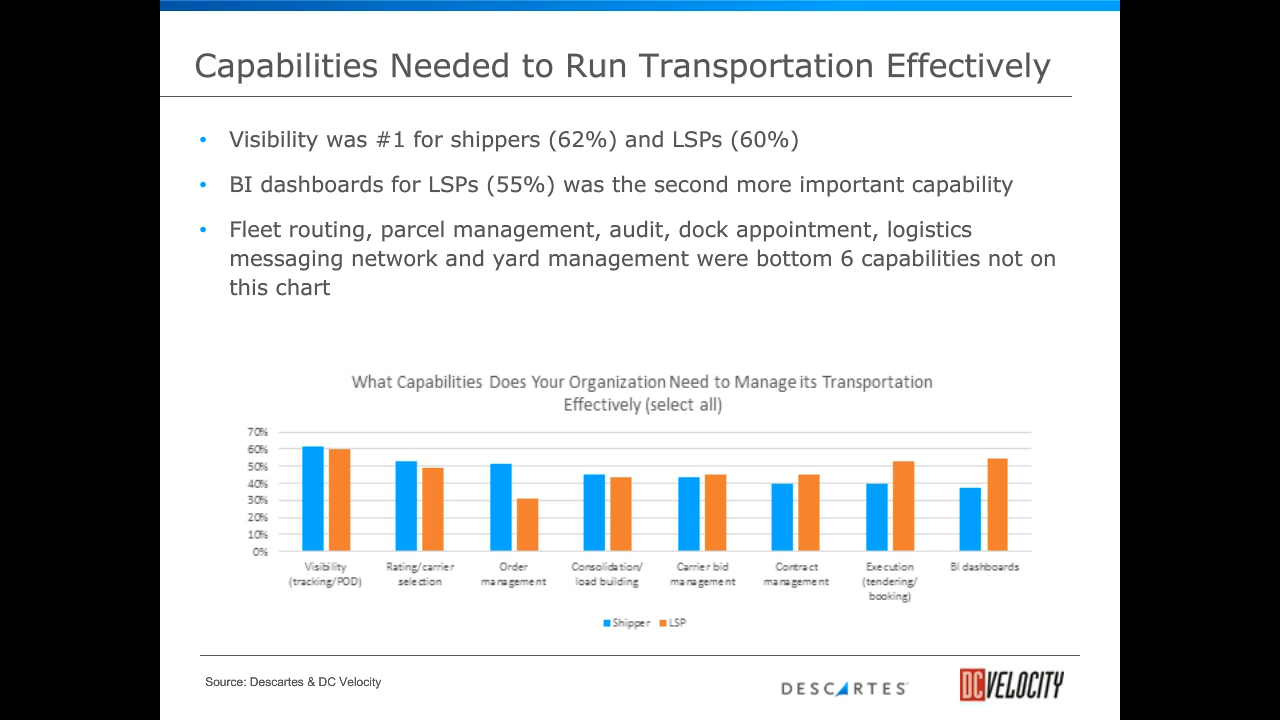 Capabilities Needed to Run Transportation Effectively
• Visibility was #1 for shippers (62%) and LSPs (60%)
• BI dashboards for LSPs (55%) was the second more important capability
• Fleet routing, parcel management, audit, dock appointment, logistics
messaging network and yard management were bottom 6 capabilities not on
this chart
What Capabilities Does Your Organization Need to Manage its Transportation
Effectively (select all)
70%
60%
50%
40%
30%
20%
10%
0%
Visibility
(tracking/POD)
Rating/carrier
selection
Order
management
Consolidation/
load building
Carrier bid
management
Contract
management
Execution
(tendering/
booking)
BI dashboards
Shipper LSP
Source: Descartes & DC Velocity
DESCARTES
DC VELOCITY